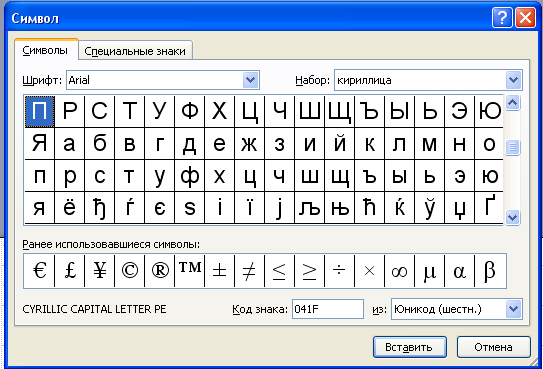 Символ
Символы Специальные знаки
Шрифт: Arial Набор: кириллица
П Р С Т У Ф Х Ц Ч Ш Щ Ъ Ы Ь Э Ю
Я а б в г д е ж з и й к л м н о
п р с т у ф х ц ч ш щ ъ ы ь э ю
я ё ђ ѓ є ѕ і ї ј љ њ ћ ќ ў џ Ґ
Ранее использовавшиеся символы:
€ £ ¥ © ® ™ ± ≠ ≤ ≥ ÷ × ∞ µ α β
CYRILLIC CAPITAL LETTER PE Код знака: 041F из: Юникод (шестн.)
Вставить Отмена